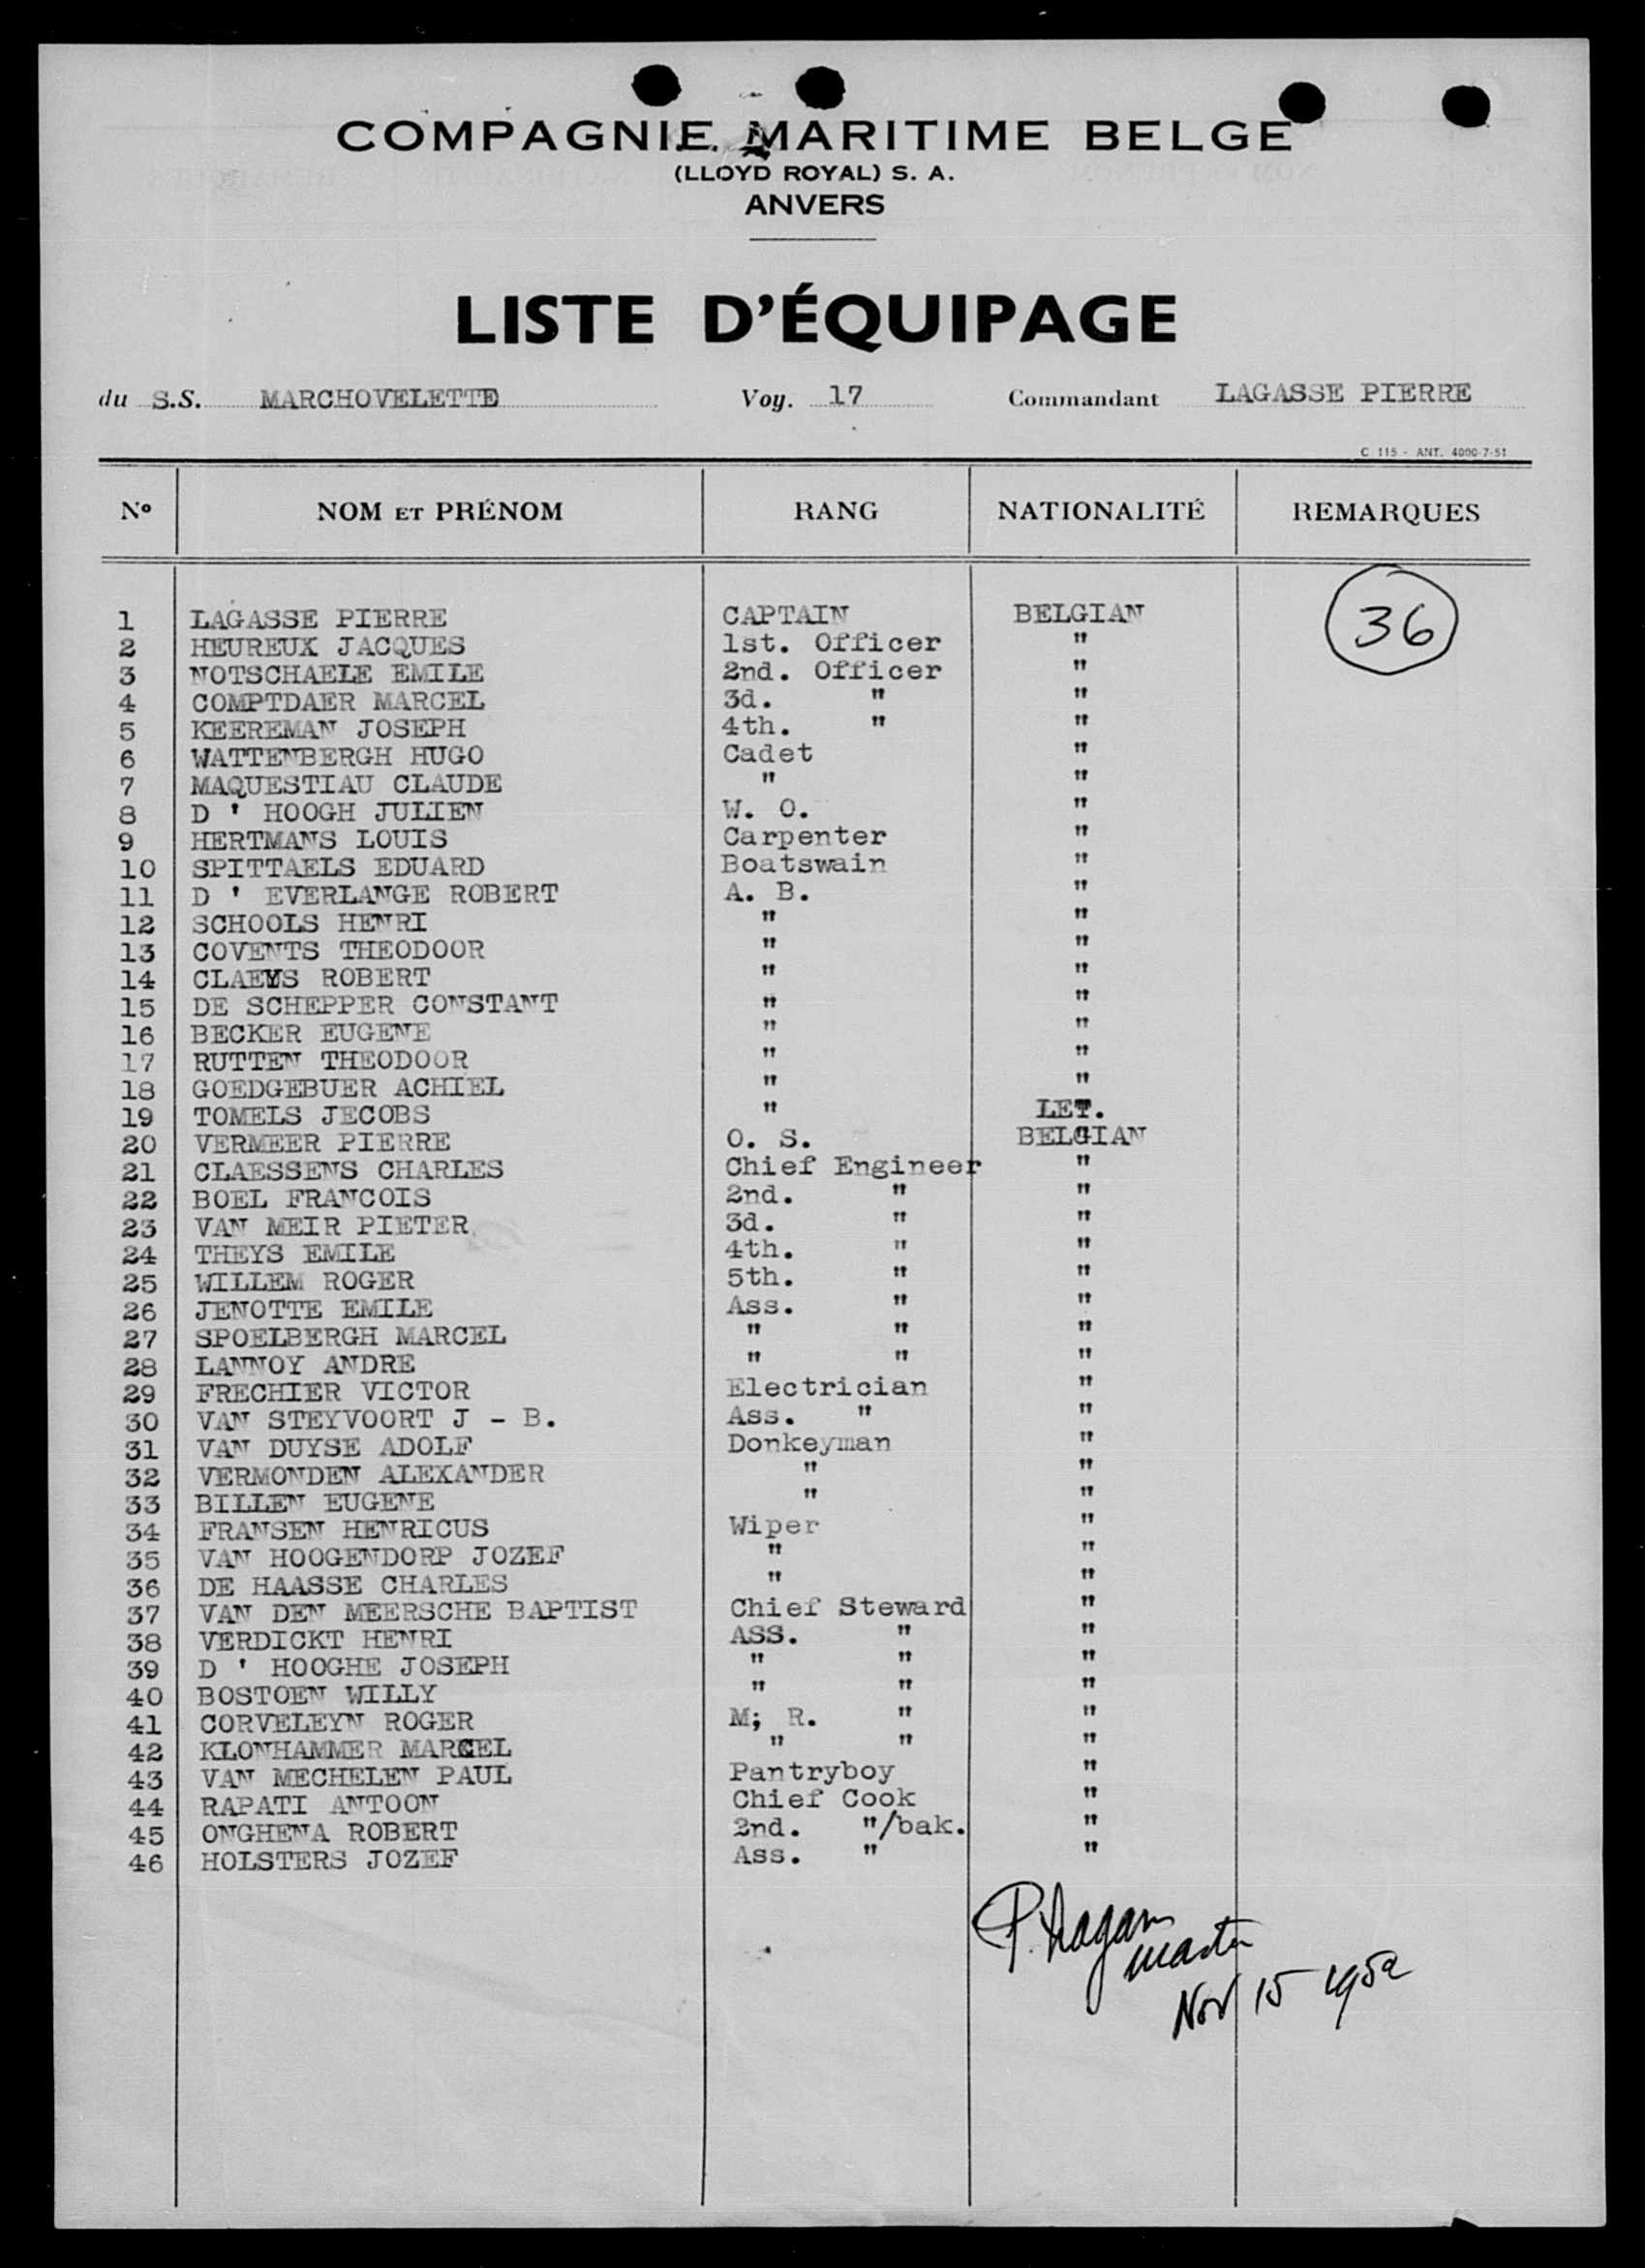 COMPAGNIE MARITIME BELGE
(LLOYD ROYAL) S. A.
ANVERS
LISTE D'ÉQUIPAGE
du S.S. MARCHOVELETTE Voy. 17 Commandant LAGASSE PIERRE
C 115 - ANT. 4000-7-51
Nº NOM ET PRÉNOM RANG NATIONALITÉ REMARQUES
36
1 LAGASSE PIERRE CAPTAIN BELGIAN
2 HEUREUX JACQUES 1st. Officer "
3 NOTSCHAELE EMILE 2nd. Officer "
4 COMPTDAER MARCEL 3d. " "
5 KEEREMAN JOSEPH 4th. " "
6 WATTENBERGH HUGO Cadet "
7 MAQUESTIAU CLAUDE " "
8 D ' HOOGH JULIEN W. O. "
9 HERTMANS LOUIS Carpenter "
10 SPITTAELS EDUARD Boatswain "
11 D ' EVERLANGE ROBERT A. B. "
12 SCHOOLS HENRI " "
13 COVENTS THEODOOR " "
14 CLAEYS ROBERT " "
15 DE SCHEPPER CONSTANT " "
16 BECKER EUGENE " "
17 RUTTEN THEODOOR " "
18 GOEDGEBUER ACHIEL " "
19 TOMELS JECOBS " LET.
20 VERMEER PIERRE O. S. BELGIAN
21 CLAESSENS CHARLES Chief Engineer "
22 BOEL FRANCOIS 2nd. " "
23 VAN MEIR PIETER 3d. " "
24 THEYS EMILE 4th. " "
25 WILLEM ROGER 5th. " "
26 JENOTTE EMILE Ass. " "
27 SPOELBERGH MARCEL " " "
28 LANNOY ANDRE " " "
29 FRECHIER VICTOR Electrician "
30 VAN STEYVOORT J - B. Ass. " "
31 VAN DUYSE ADOLF Donkeyman "
32 VERMONDEN ALEXANDER " "
33 BILLEN EUGENE " "
34 FRANSEN HENRICUS Wiper "
35 VAN HOOGENDORP JOZEF " "
36 DE HAASSE CHARLES " "
37 VAN DEN MEERSCHE BAPTIST Chief Steward "
38 VERDICKT HENRI ASS. " "
39 D ' HOOGHE JOSEPH " " "
40 BOSTOEN WILLY " " "
41 CORVELEYN ROGER M; R. " "
42 KLONHAMMER MARCEL " " "
43 VAN MECHELEN PAUL Pantryboy "
44 RAPATI ANTOON Chief Cook "
45 ONGHENA ROBERT 2nd. "/bak. "
46 HOLSTERS JOZEF Ass. " "
P. Lagasse
master
Nov 15 1952